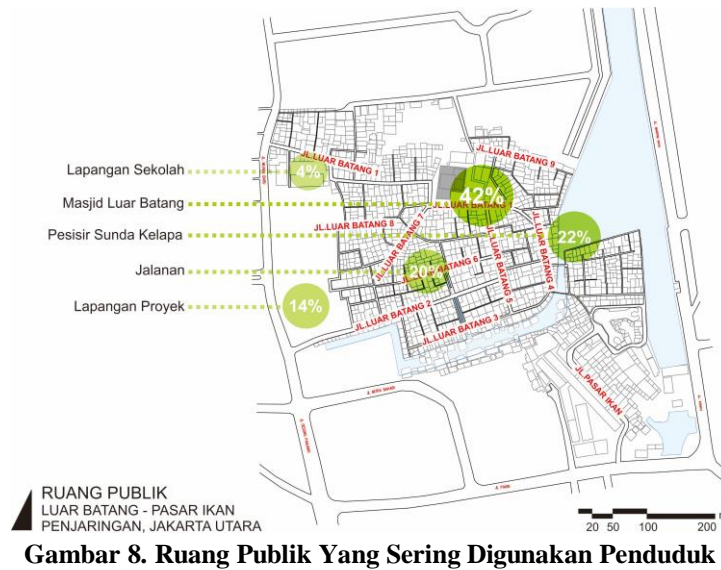 Lapangan Sekolah
4%
Masjid Luar Batang
42%
Pesisir Sunda Kelapa
22%
Jalanan
20%
Lapangan Proyek
14%
JL.LUAR BATANG 1
JL.LUAR BATANG 9
JL.LUAR BATANG 1
JL.LUAR BATANG 8
JL.LUAR BATANG 7
JL.LUAR BATANG 6
JL.LUAR BATANG 5
JL.LUAR BATANG 4
JL.LUAR BATANG 2
JL.LUAR BATANG 3
JL.PASAR IKAN
RUANG PUBLIK
LUAR BATANG - PASAR IKAN
PENJARINGAN, JAKARTA UTARA
20 50 100 200
Gambar 8. Ruang Publik Yang Sering Digunakan Penduduk